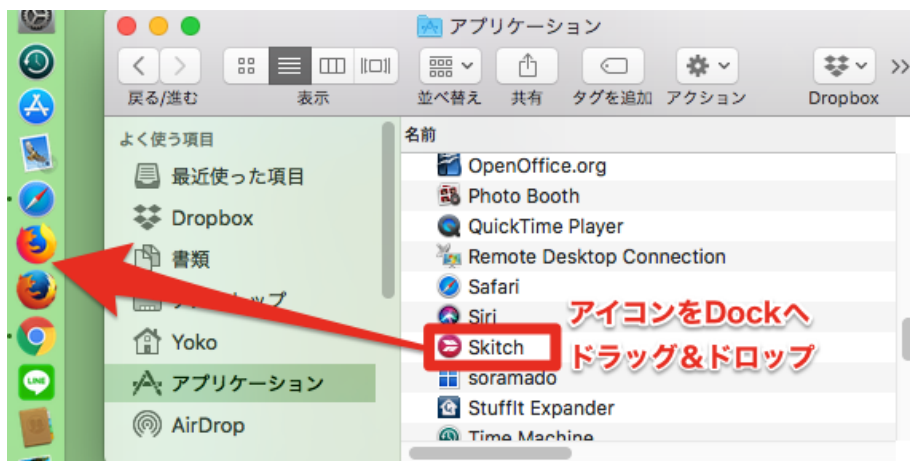 アプリケーション
戻る/進む 表示 並べ替え 共有 タグを追加 アクション Dropbox
よく使う項目
最近使った項目
Dropbox
書類
Yoko
アプリケーション
AirDrop
名前
OpenOffice.org
Photo Booth
QuickTime Player
Remote Desktop Connection
Safari
Siri
Skitch
soramado
StuffIt Expander
Time Machine
アイコンをDockへ
ドラッグ&ドロップ
LINE